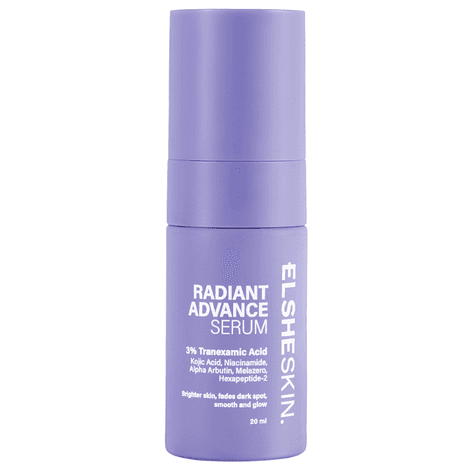 RADIANT
ADVANCE
SERUM
3% Tranexamic Acid
Kojic Acid, Niacinamide,
Alpha Arbutin, Melazero,
Hexapeptide-2
Brighter skin, fades dark spot,
smooth and glow
20 ml
ELSHESKIN.